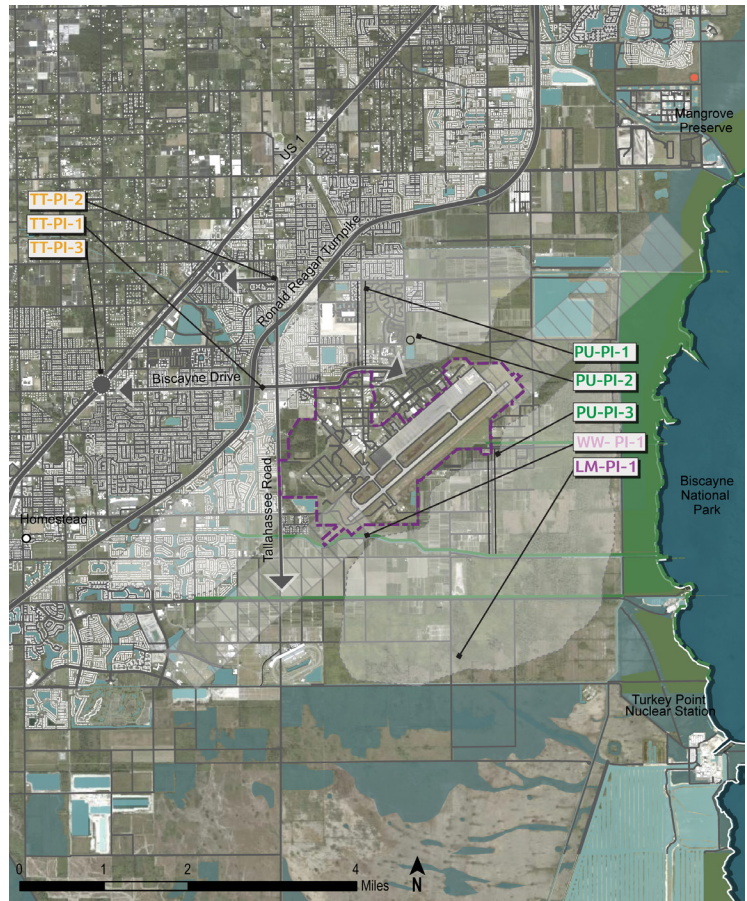 Mangrove
Preserve
US 1
TT-PI-2
TT-PI-1
TT-PI-3
Ronald Reagan Turnpike
Biscayne Drive
PU-PI-1
PU-PI-2
PU-PI-3
WW- PI-1
LM-PI-1
Tallahassee Road
Biscayne
National
Park
Homestead
Turkey Point
Nuclear Station
0
1
2
4
Miles
N